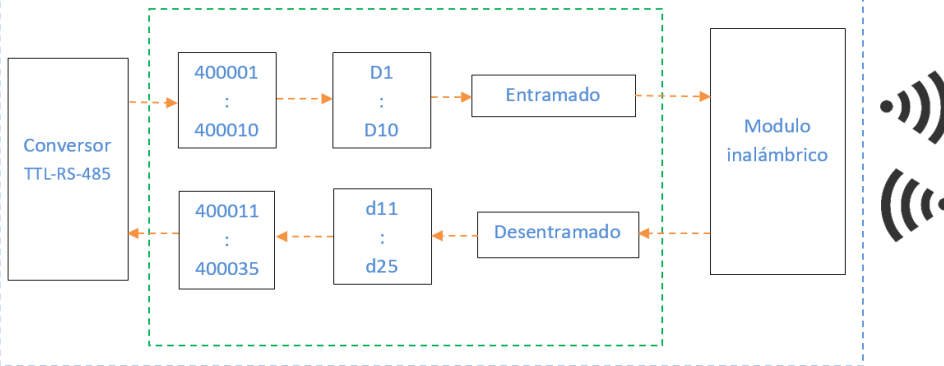 Conversor
TTL-RS-485
400001
:
400010
D1
:
D10
Entramado
Modulo
inalámbrico
400011
:
400035
d11
:
d25
Desentramado